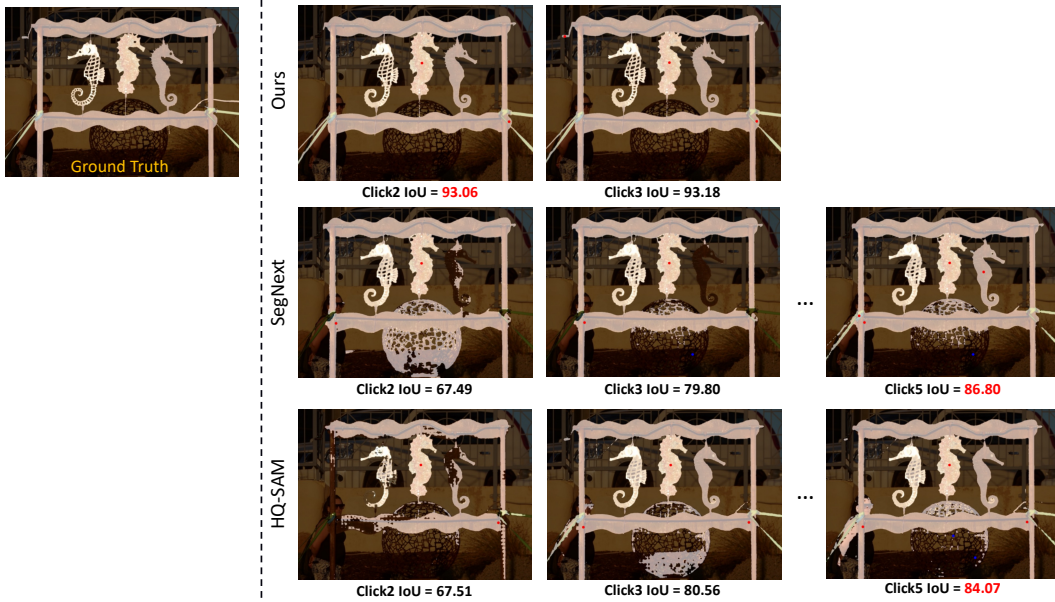 Ground Truth
Ours
Click2 IoU = 93.06
Click3 IoU = 93.18
SegNext
...
Click2 IoU = 67.49
Click3 IoU = 79.80
Click5 IoU = 86.80
HQ-SAM
...
Click2 IoU = 67.51
Click3 IoU = 80.56
Click5 IoU = 84.07